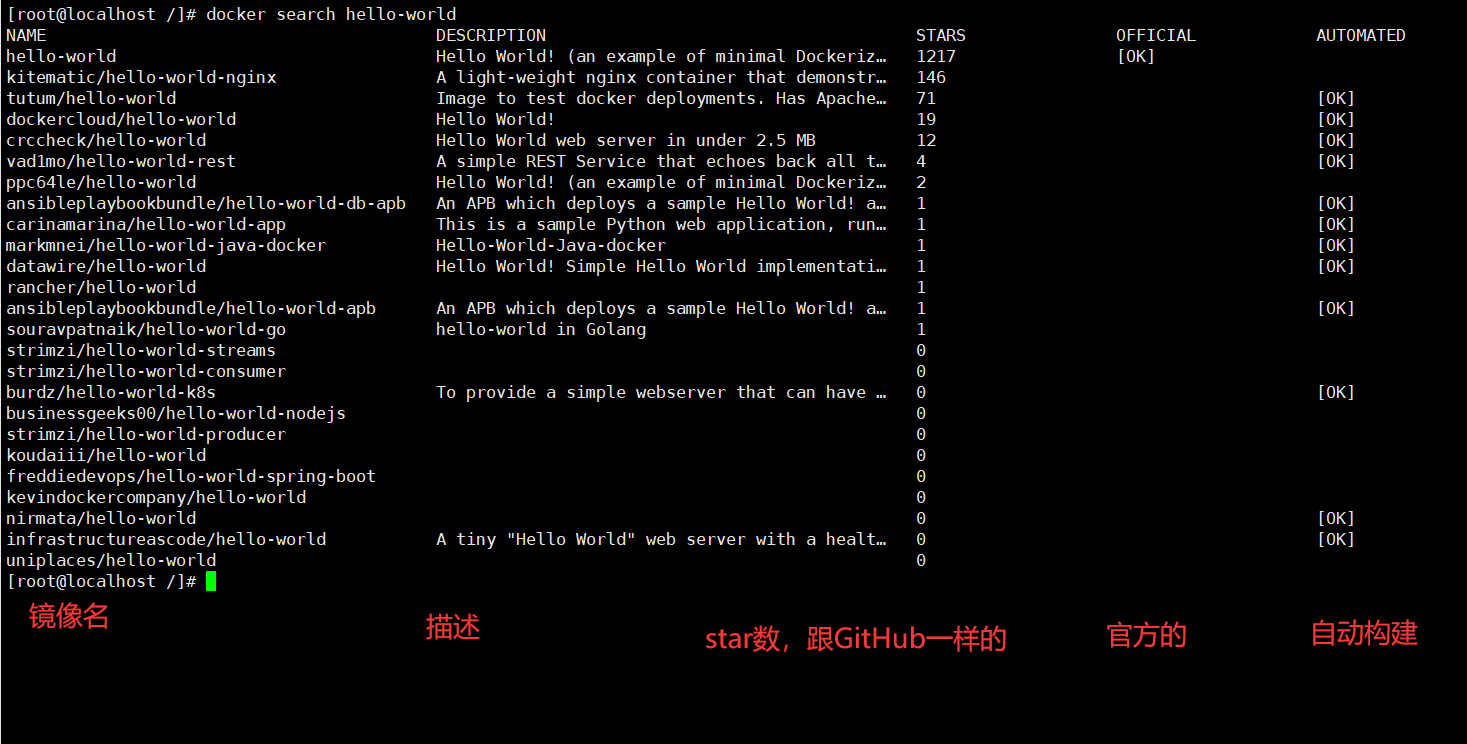 [root@localhost /]# docker search hello-world
NAME DESCRIPTION STARS OFFICIAL AUTOMATED
hello-world Hello World! (an example of minimal Dockeriz… 1217 [OK]
kitematic/hello-world-nginx A light-weight nginx container that demonstr… 146
tutum/hello-world Image to test docker deployments. Has Apache… 71 [OK]
dockercloud/hello-world Hello World! 19 [OK]
crccheck/hello-world Hello World web server in under 2.5 MB 12 [OK]
vad1mo/hello-world-rest A simple REST Service that echoes back all t… 4 [OK]
ppc64le/hello-world Hello World! (an example of minimal Dockeriz… 2
ansibleplaybookbundle/hello-world-db-apb An APB which deploys a sample Hello World! a… 1 [OK]
carinamarina/hello-world-app This is a sample Python web application, run… 1 [OK]
markmnei/hello-world-java-docker Hello-World-Java-docker 1 [OK]
datawire/hello-world Hello World! Simple Hello World implementati… 1 [OK]
rancher/hello-world 1
ansibleplaybookbundle/hello-world-apb An APB which deploys a sample Hello World! a… 1 [OK]
souravpatnaik/hello-world-go hello-world in Golang 1
strimzi/hello-world-streams 0
strimzi/hello-world-consumer 0
burdz/hello-world-k8s To provide a simple webserver that can have … 0 [OK]
businessgeeks00/hello-world-nodejs 0
strimzi/hello-world-producer 0
koudaiii/hello-world 0
freddiedevops/hello-world-spring-boot 0
kevindockercompany/hello-world 0
nirmata/hello-world 0 [OK]
infrastructureascode/hello-world A tiny "Hello World" web server with a healt… 0 [OK]
uniplaces/hello-world 0
[root@localhost /]#
镜像名 描述 star数，跟GitHub一样的 官方的 自动构建